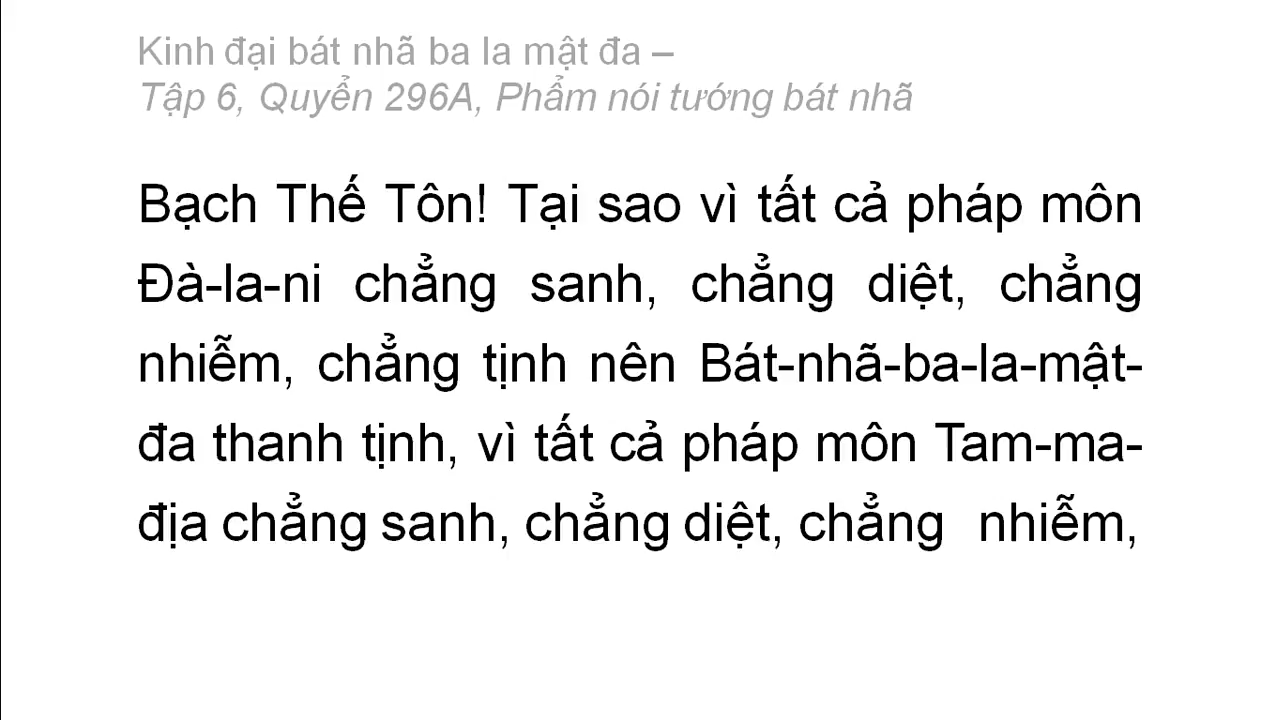 Kinh đại bát nhã ba la mật đa –
Tập 6, Quyển 296A, Phẩm nói tướng bát nhã
Bạch Thế Tôn! Tại sao vì tất cả pháp môn
Đà-la-ni chẳng sanh, chẳng diệt, chẳng
nhiễm, chẳng tịnh nên Bát-nhã-ba-la-mật-
đa thanh tịnh, vì tất cả pháp môn Tam-ma-
địa chẳng sanh, chẳng diệt, chẳng nhiễm,